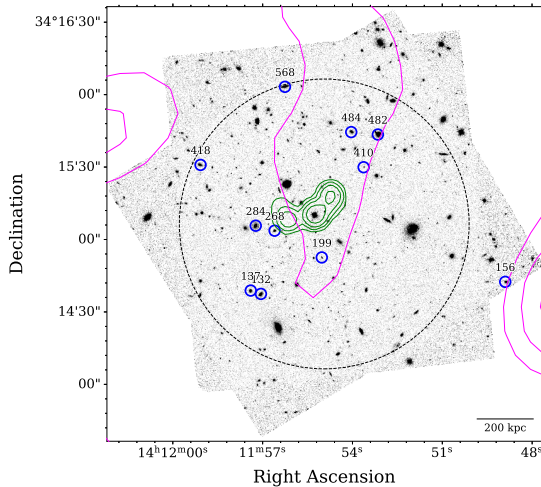 34°16'30"
00"
15'30"
00"
14'30"
00"
Declination
568
484
482
410
418
284
268
199
156
137
132
200 kpc
14ʰ12ᵐ00ˢ
11ᵐ57ˢ
54ˢ
51ˢ
48ˢ
Right Ascension